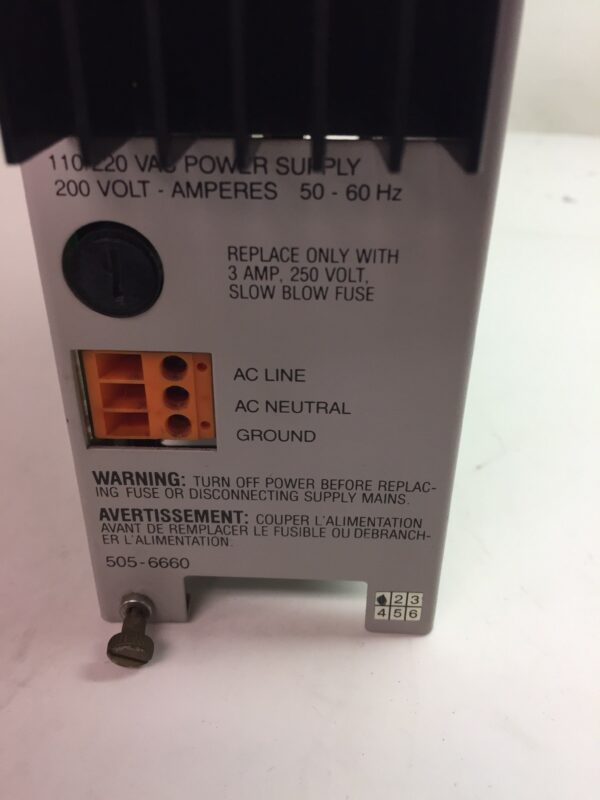 110/220 VAC POWER SUPPLY
200 VOLT - AMPERES 50 - 60 Hz
REPLACE ONLY WITH
3 AMP, 250 VOLT,
SLOW BLOW FUSE
AC LINE
AC NEUTRAL
GROUND
WARNING: TURN OFF POWER BEFORE REPLAC-
ING FUSE OR DISCONNECTING SUPPLY MAINS.
AVERTISSEMENT: COUPER L'ALIMENTATION
AVANT DE REMPLACER LE FUSIBLE OU DEBRANCH-
ER L'ALIMENTATION.
505-6660
2 3
4 5 6